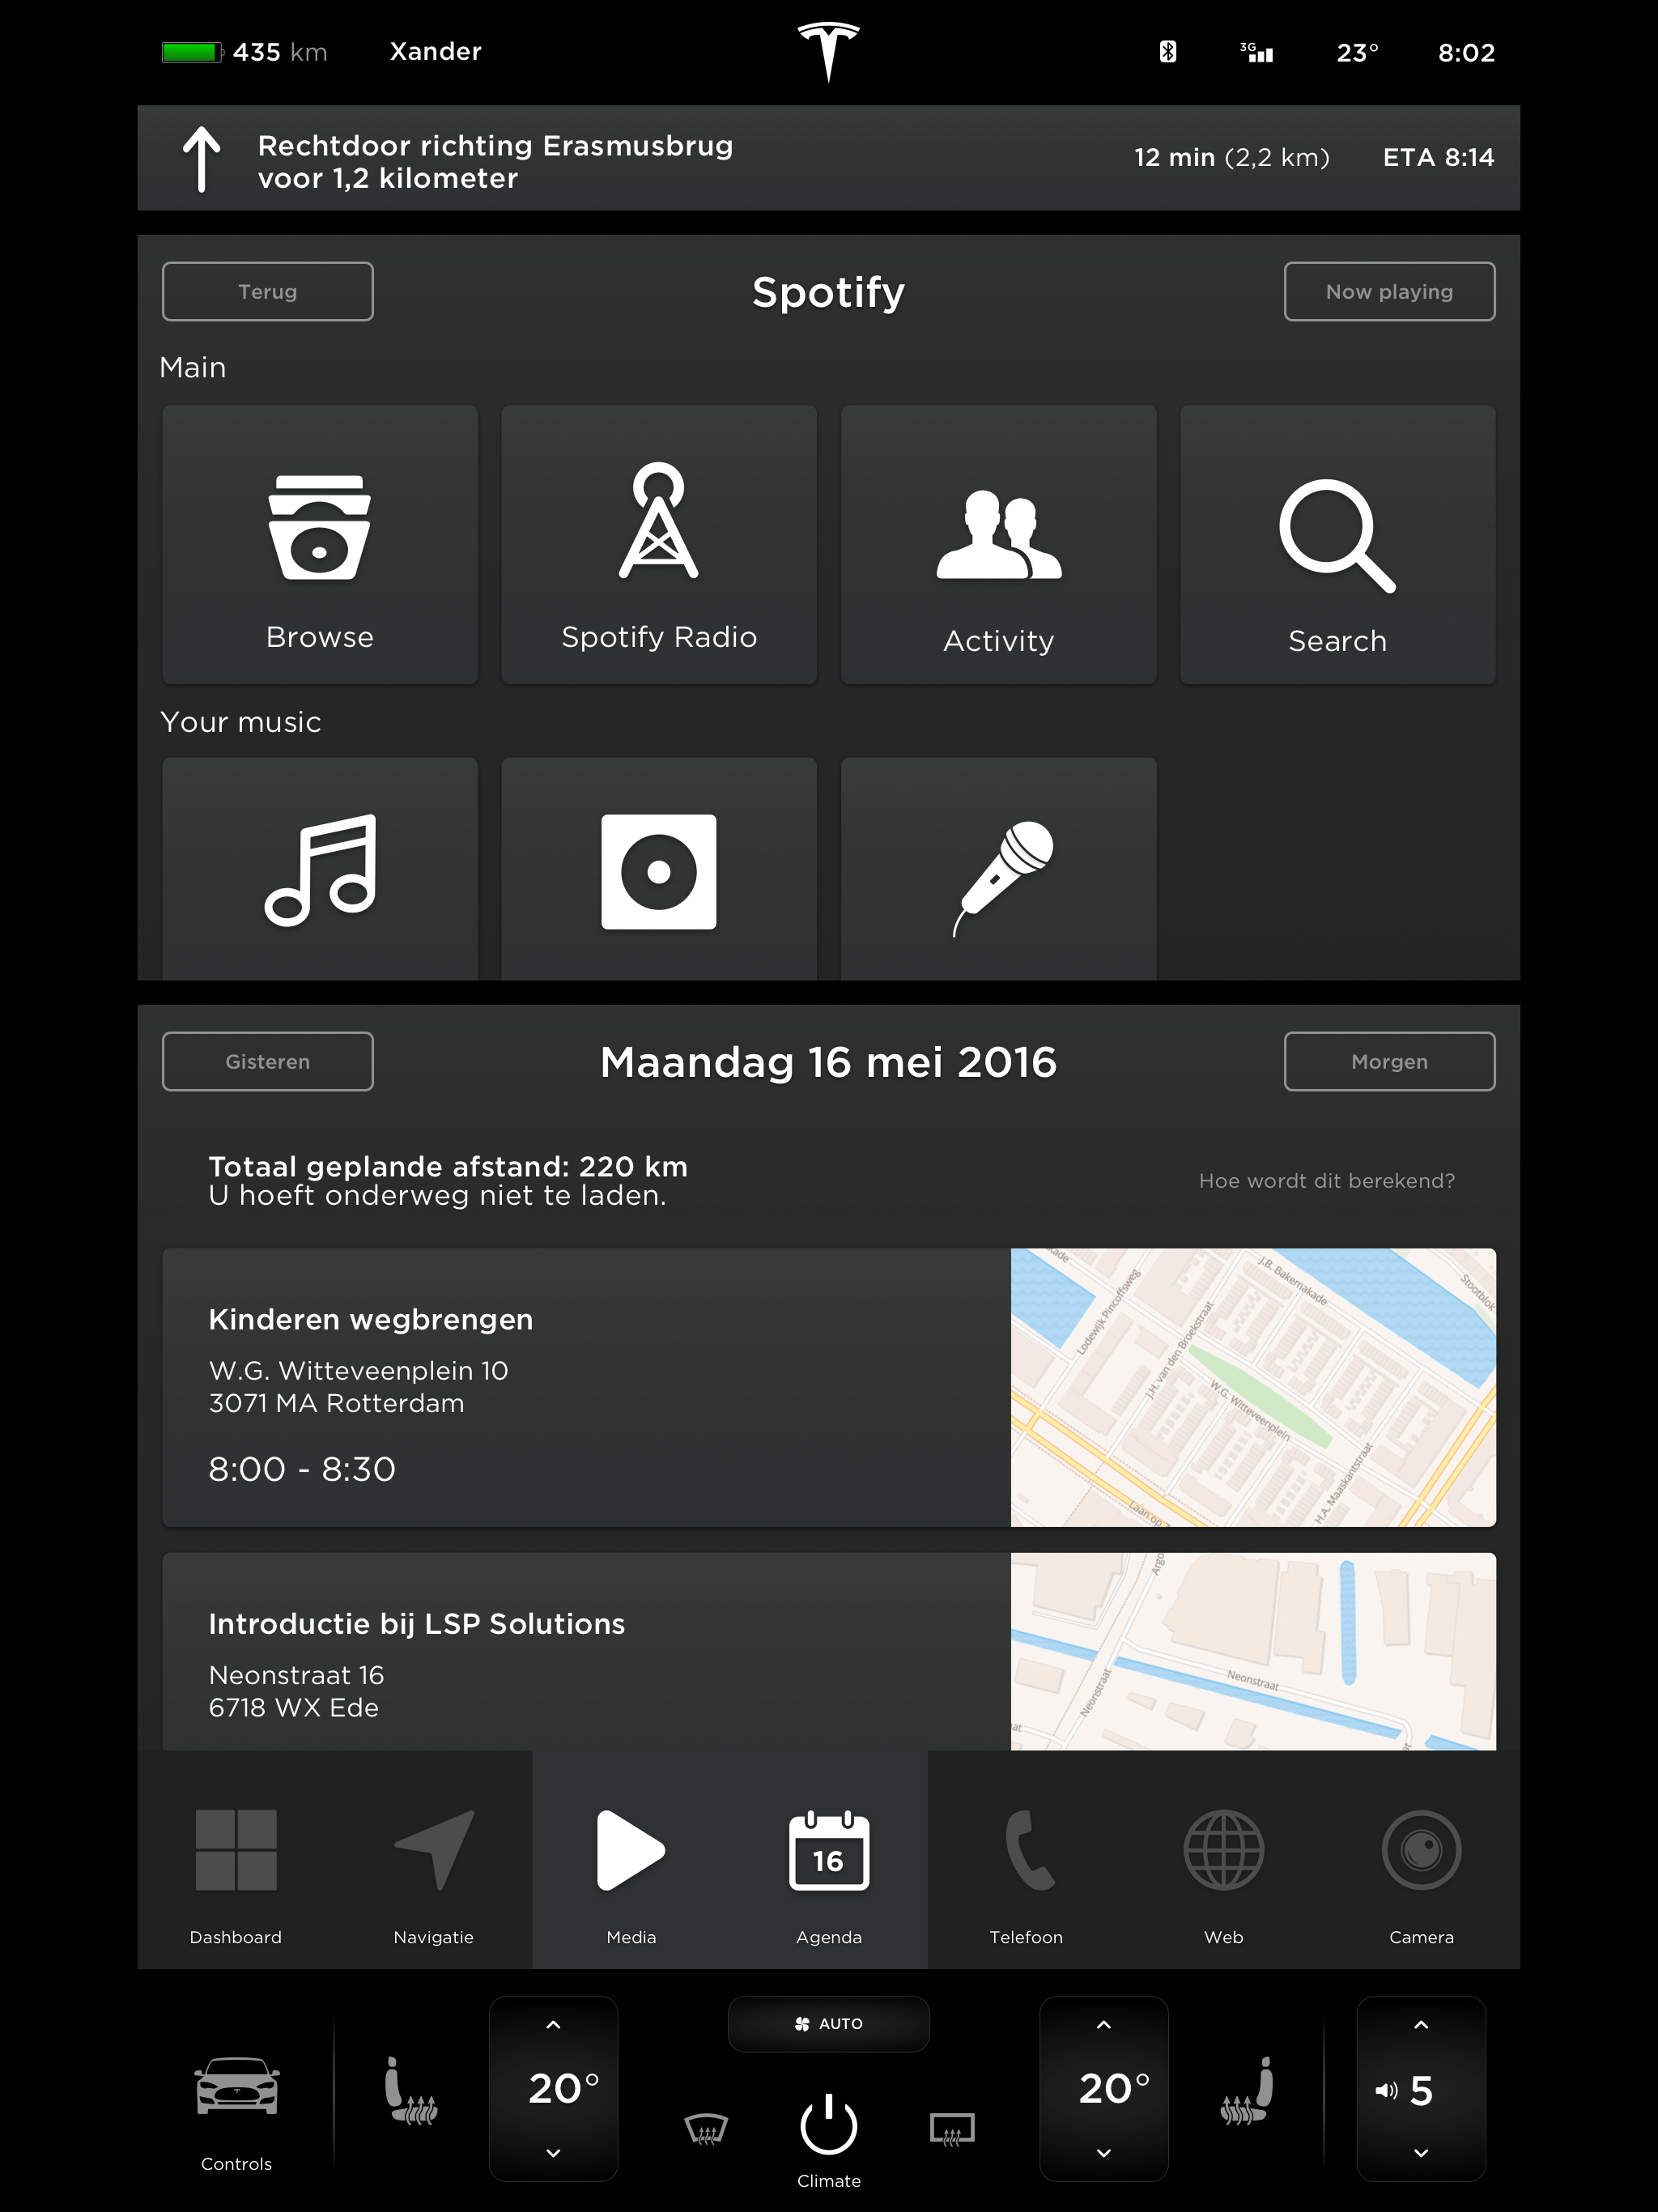 435 km
Xander
3G
23°
8:02
Rechtdoor richting Erasmusbrug
voor 1,2 kilometer
12 min (2,2 km)
ETA 8:14
Terug
Spotify
Now playing
Main
Browse
Spotify Radio
Activity
Search
Your music
Gisteren
Maandag 16 mei 2016
Morgen
Totaal geplande afstand: 220 km
U hoeft onderweg niet te laden.
Hoe wordt dit berekend?
Kinderen wegbrengen
W.G. Witteveenplein 10
3071 MA Rotterdam
8:00 - 8:30
kade
Lodewijk Pincoffsweg
J.B. Bakemakade
Stootblok
J.H. van den Broekstraat
W.G. Witteveenplein
H.A. Maaskantstraat
Laan op Z
Introductie bij LSP Solutions
Neonstraat 16
6718 WX Ede
Argo
Neonstraat
Neonstraat
at
16
Dashboard
Navigatie
Media
Agenda
Telefoon
Web
Camera
AUTO
20°
20°
5
Controls
Climate